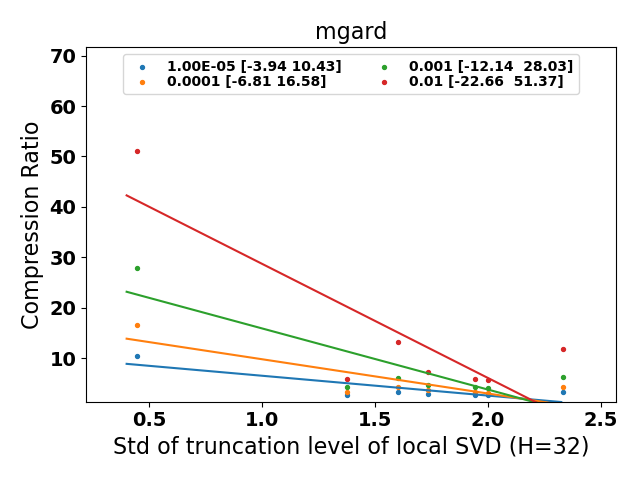 mgard
1.00E-05 [-3.94 10.43]
0.0001 [-6.81 16.58]
0.001 [-12.14  28.03]
0.01 [-22.66  51.37]
Compression Ratio
70
60
50
40
30
20
10
0.5 1.0 1.5 2.0 2.5
Std of truncation level of local SVD (H=32)